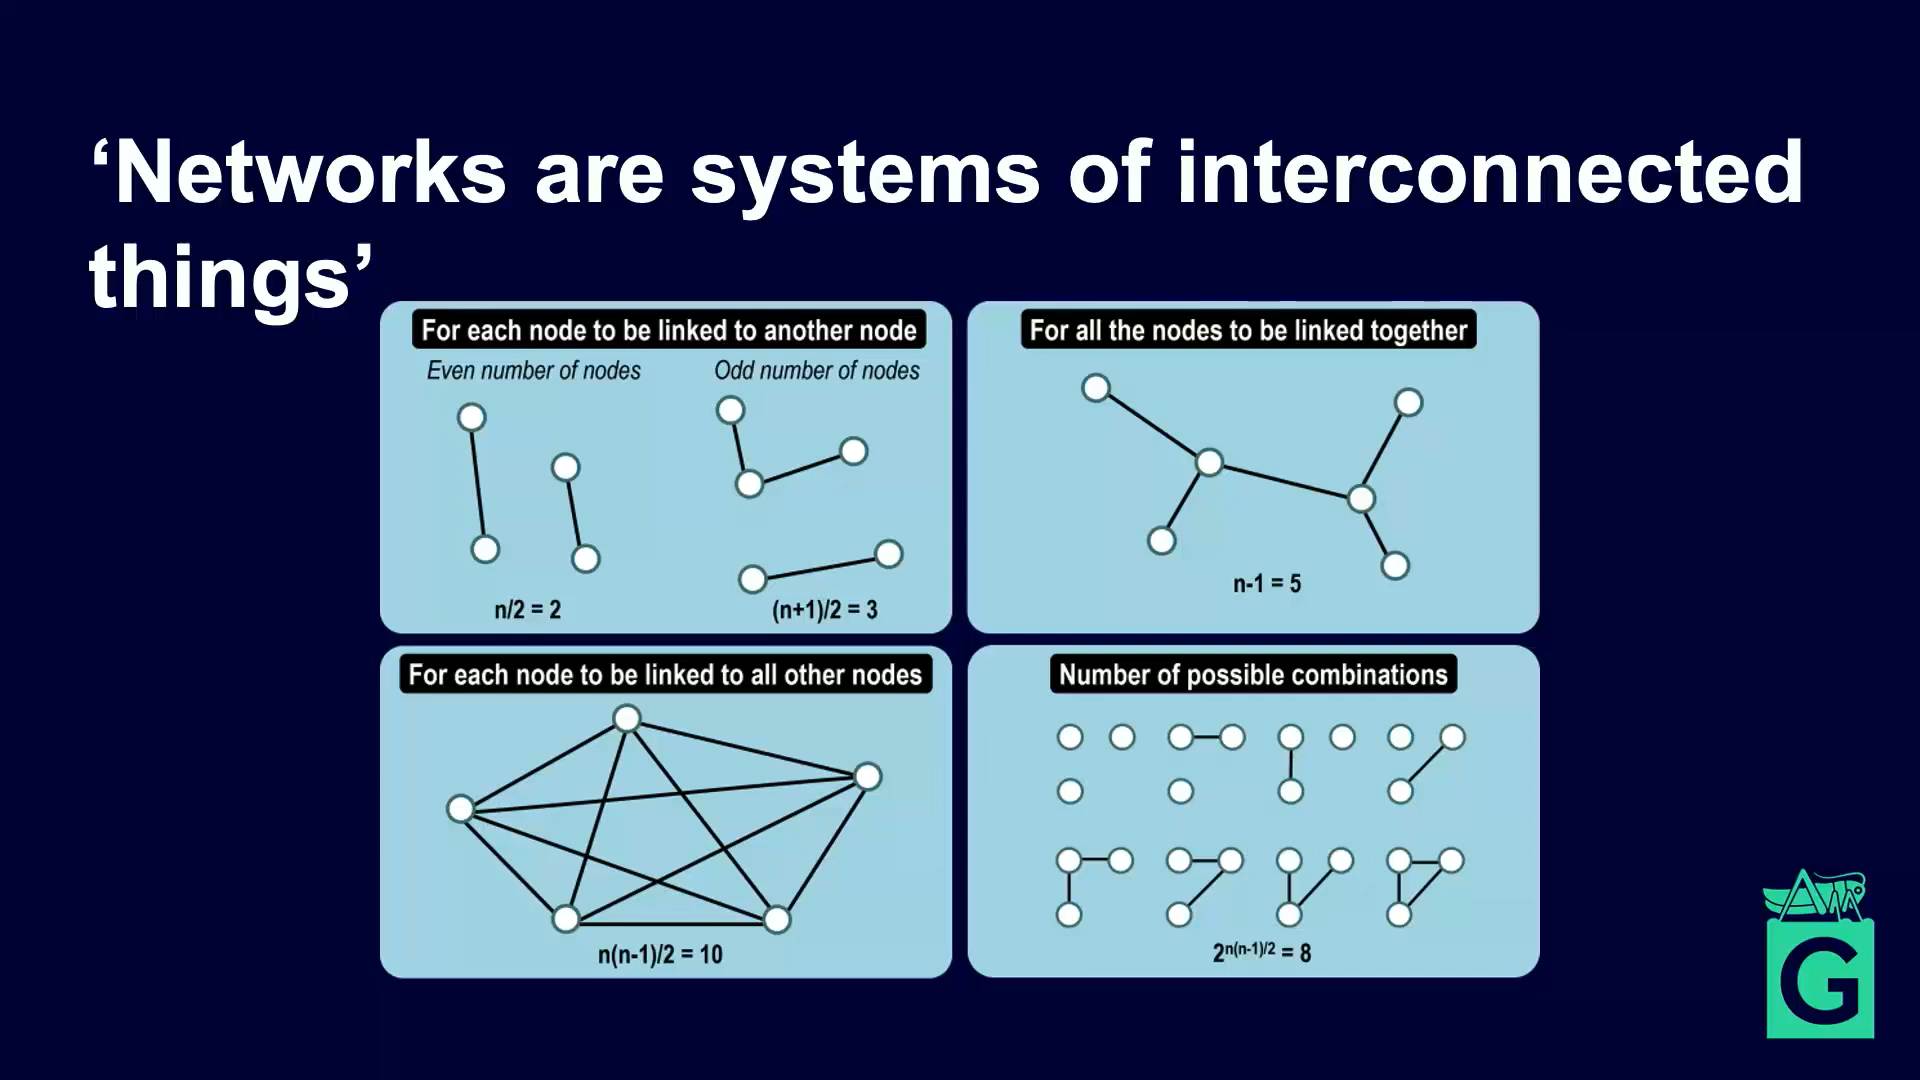 ‘Networks are systems of interconnected
things’
For each node to be linked to another node
Even number of nodes
Odd number of nodes
n/2 = 2
(n+1)/2 = 3
For all the nodes to be linked together
n-1 = 5
For each node to be linked to all other nodes
n(n-1)/2 = 10
Number of possible combinations
2ⁿ⁽ⁿ⁻¹⁾/² = 8
G